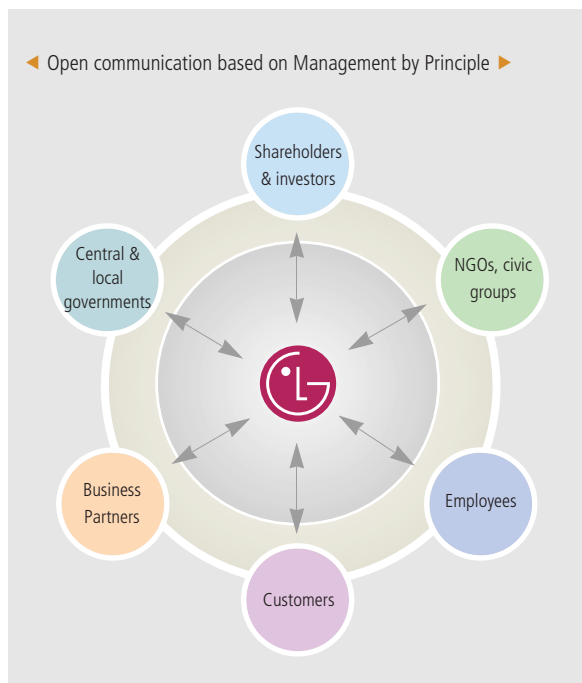 Open communication based on Management by Principle
Shareholders
& investors
Central &
local
governments
NGOs, civic
groups
LG
Business
Partners
Employees
Customers